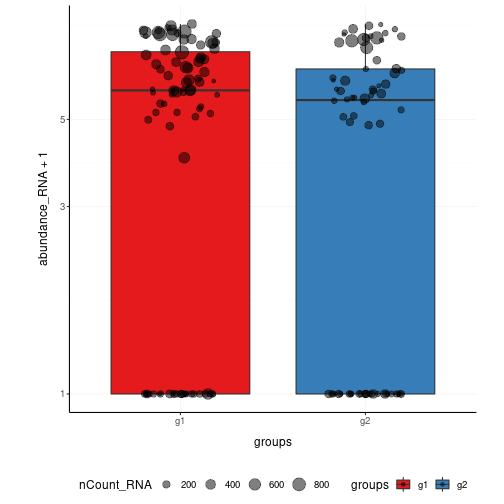 abundance_RNA + 1
5
3
1
g1 g2
groups
nCount_RNA 200 400 600 800 groups g1 g2